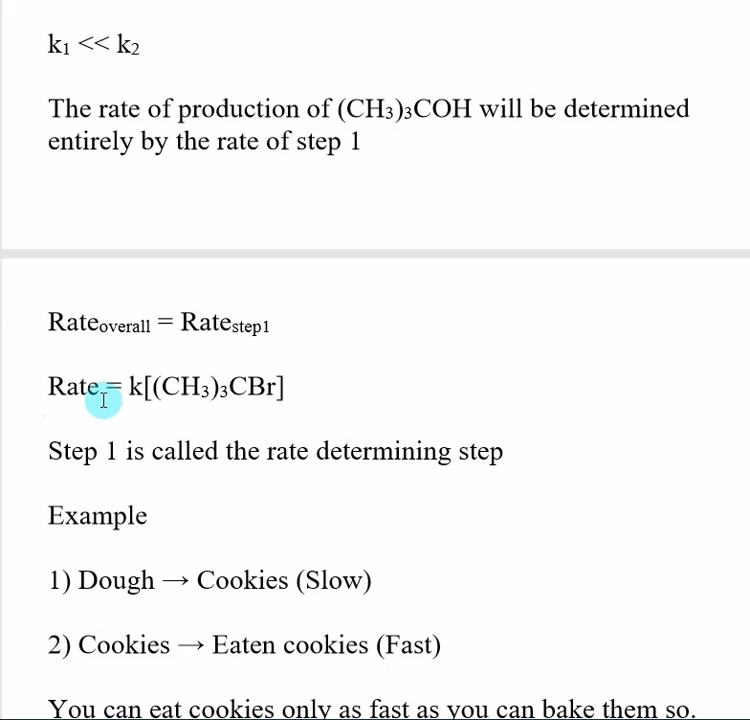 k₁ << k₂
The rate of production of (CH₃)₃COH will be determined
entirely by the rate of step 1
Rateoverall = Ratestep1
Rate = k[(CH₃)₃CBr]
Step 1 is called the rate determining step
Example
1) Dough → Cookies (Slow)
2) Cookies → Eaten cookies (Fast)
You can eat cookies only as fast as you can bake them so.